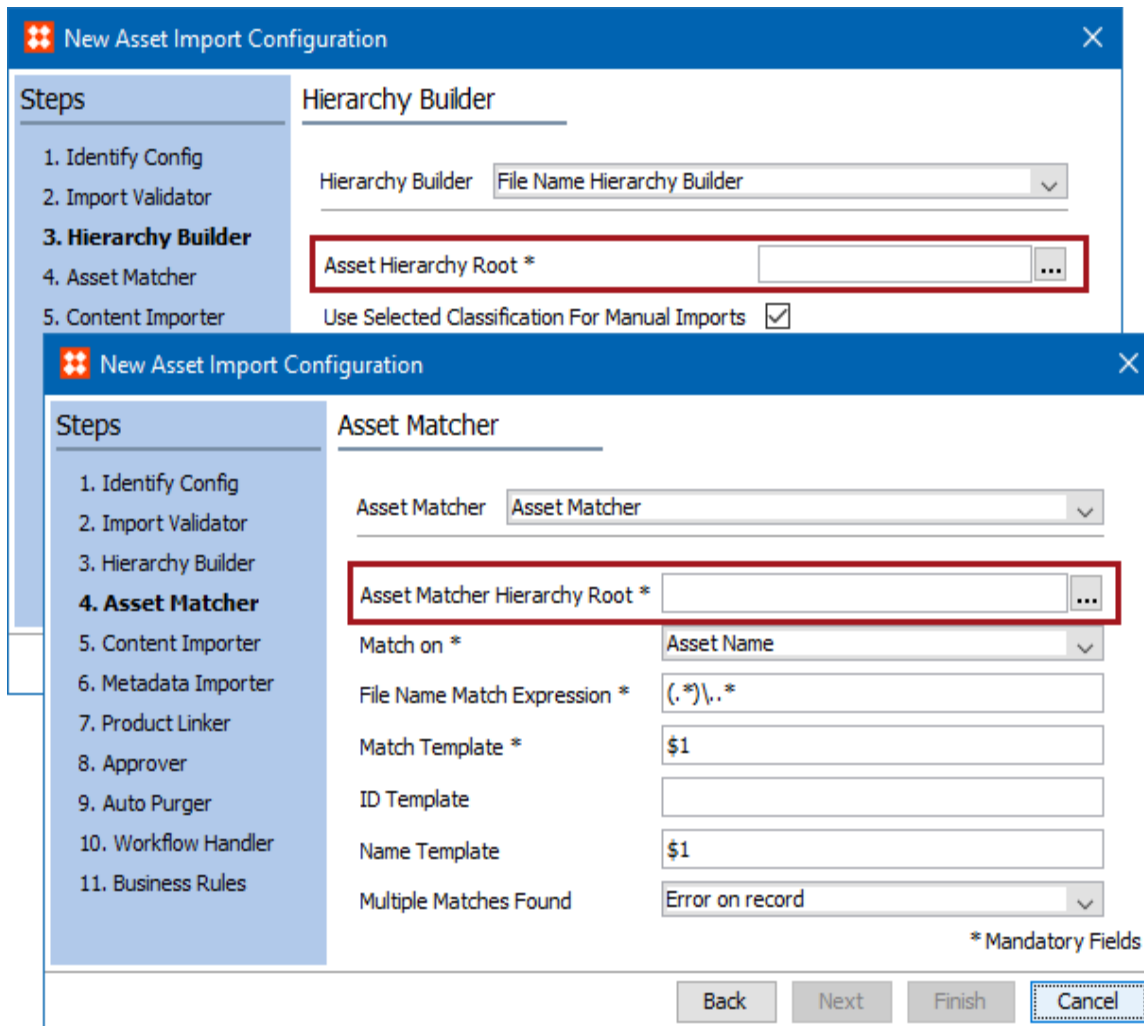 New Asset Import Configuration
Steps
1. Identify Config
2. Import Validator
3. Hierarchy Builder
4. Asset Matcher
5. Content Importer
Hierarchy Builder
Hierarchy Builder File Name Hierarchy Builder
Asset Hierarchy Root * ...
Use Selected Classification For Manual Imports
New Asset Import Configuration
Steps
1. Identify Config
2. Import Validator
3. Hierarchy Builder
4. Asset Matcher
5. Content Importer
6. Metadata Importer
7. Product Linker
8. Approver
9. Auto Purger
10. Workflow Handler
11. Business Rules
Asset Matcher
Asset Matcher Asset Matcher
Asset Matcher Hierarchy Root * ...
Match on * Asset Name
File Name Match Expression * (.*)\..*
Match Template * $1
ID Template
Name Template $1
Multiple Matches Found Error on record
* Mandatory Fields
Back Next Finish Cancel